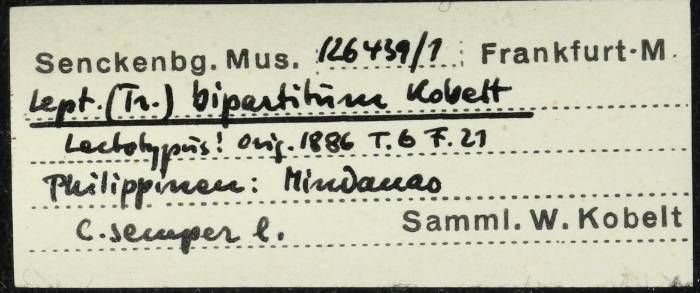 Senckenbg. Mus. 126439/1 Frankfurt-M.
Lept. (Tr.) bipartitum Kobelt
Lectotypus! Orig. 1886 T. 6 F. 21
Philippinen: Mindanao
C. Semper l.
Samml. W. Kobelt